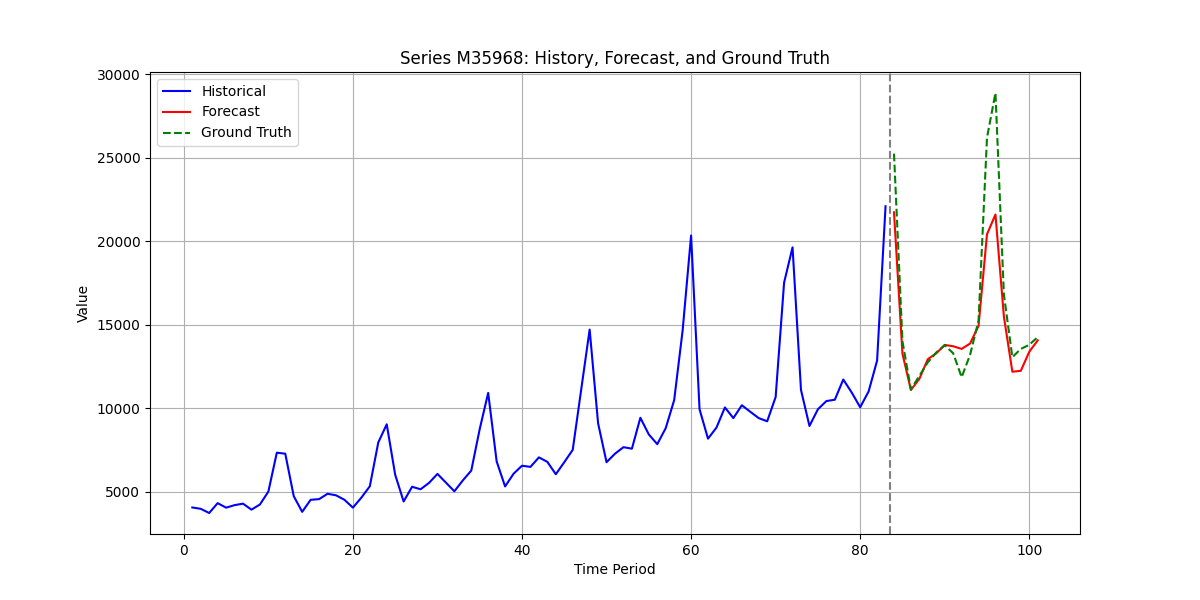 Series M35968: History, Forecast, and Ground Truth
30000
25000
20000
15000
10000
5000
Value
Historical
Forecast
Ground Truth
0
20
40
60
80
100
Time Period